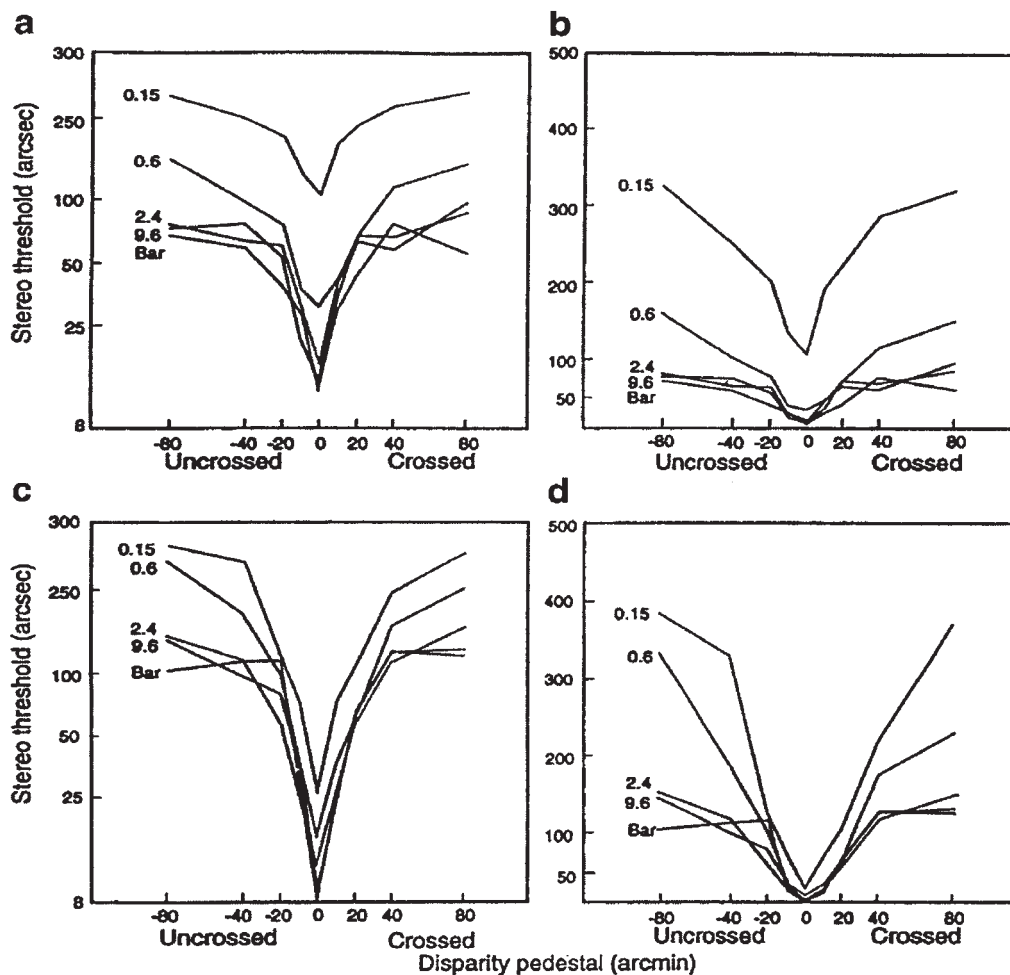 a
300
250
100
50
25
8
0.15
0.6
2.4
9.6
Bar
-80 -40 -20 0 20 40 80
Uncrossed Crossed
Stereo threshold (arcsec)
b
500
400
300
200
100
50
0.15
0.6
2.4
9.6
Bar
-80 -40 -20 0 20 40 80
Uncrossed Crossed
c
300
250
100
50
25
8
0.15
0.6
2.4
9.6
Bar
-80 -40 -20 0 20 40 80
Uncrossed Crossed
Stereo threshold (arcsec)
d
500
400
300
200
100
50
0.15
0.6
2.4
9.6
Bar
-80 -40 -20 0 20 40 80
Uncrossed Crossed
Disparity pedestal (arcmin)